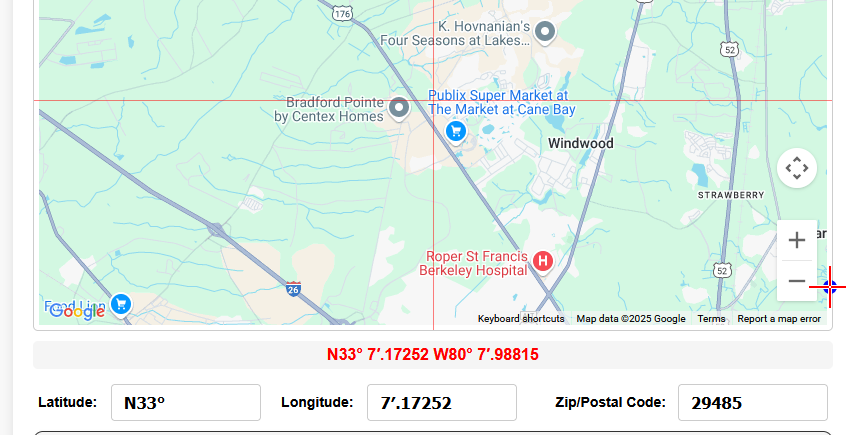 176
K. Hovnanian's
Four Seasons at Lakes...
52
Bradford Pointe
by Centex Homes
Publix Super Market at
The Market at Cane Bay
Windwood
STRAWBERRY
+
ar
Roper St Francis
Berkeley Hospital
52
−
26
Food Lion
Google
Keyboard shortcuts
Map data ©2025 Google
Terms
Report a map error
N33° 7′.17252 W80° 7′.98815
Latitude: N33° Longitude: 7′.17252 Zip/Postal Code: 29485